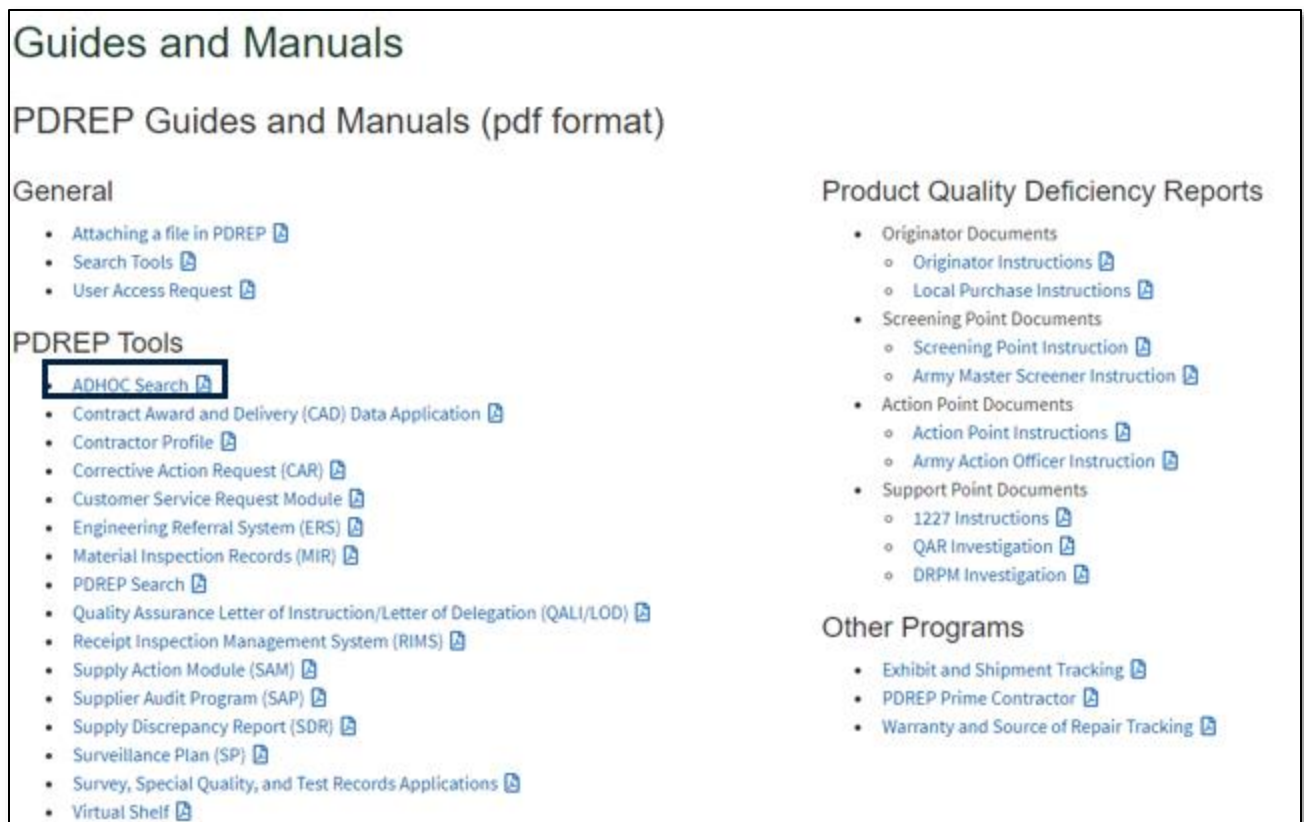 Guides and Manuals
PDREP Guides and Manuals (pdf format)
General
Attaching a file in PDREP
Search Tools
User Access Request
PDREP Tools
ADHOC Search
Contract Award and Delivery (CAD) Data Application
Contractor Profile
Corrective Action Request (CAR)
Customer Service Request Module
Engineering Referral System (ERS)
Material Inspection Records (MIR)
PDREP Search
Quality Assurance Letter of Instruction/Letter of Delegation (QALI/LOD)
Receipt Inspection Management System (RIMS)
Supply Action Module (SAM)
Supplier Audit Program (SAP)
Supply Discrepancy Report (SDR)
Surveillance Plan (SP)
Survey, Special Quality, and Test Records Applications
Virtual Shelf
Product Quality Deficiency Reports
Originator Documents
Originator Instructions
Local Purchase Instructions
Screening Point Documents
Screening Point Instruction
Army Master Screener Instruction
Action Point Documents
Action Point Instructions
Army Action Officer Instruction
Support Point Documents
1227 Instructions
QAR Investigation
DRPM Investigation
Other Programs
Exhibit and Shipment Tracking
PDREP Prime Contractor
Warranty and Source of Repair Tracking